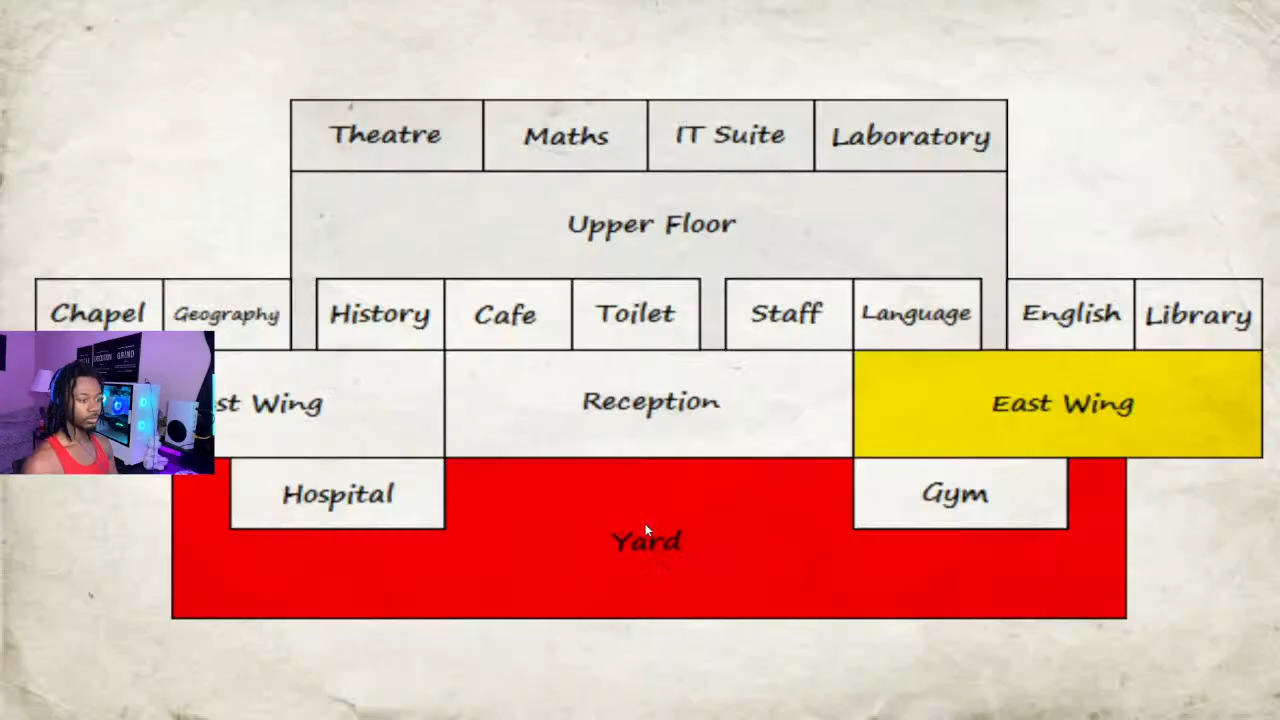 Theatre Maths IT Suite Laboratory
Upper Floor
Chapel Geography History Cafe Toilet Staff Language English Library
st Wing Reception East Wing
Hospital Gym
Yard
GRIND